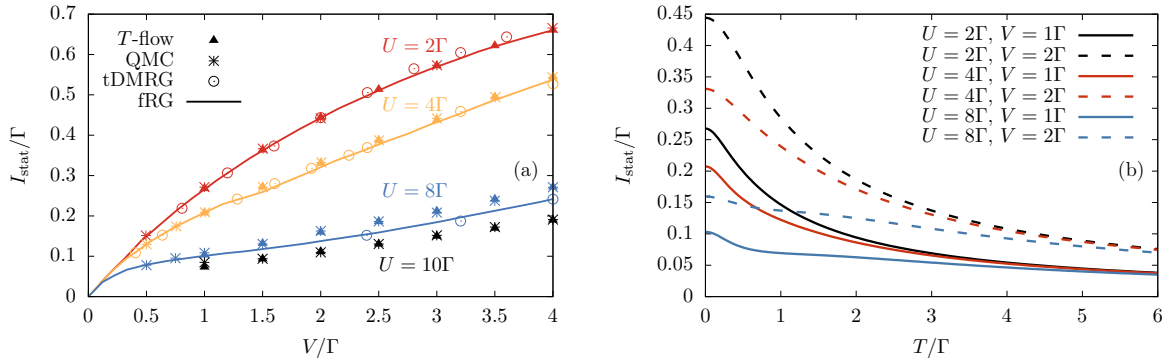 T-flow
QMC
tDMRG
fRG
U = 2Γ
U = 4Γ
U = 8Γ
U = 10Γ
(a)
I_stat/Γ
0.7
0.6
0.5
0.4
0.3
0.2
0.1
0
0 0.5 1 1.5 2 2.5 3 3.5 4
V/Γ
U = 2Γ, V = 1Γ
U = 2Γ, V = 2Γ
U = 4Γ, V = 1Γ
U = 4Γ, V = 2Γ
U = 8Γ, V = 1Γ
U = 8Γ, V = 2Γ
(b)
I_stat/Γ
0.45
0.4
0.35
0.3
0.25
0.2
0.15
0.1
0.05
0
0 1 2 3 4 5 6
T/Γ